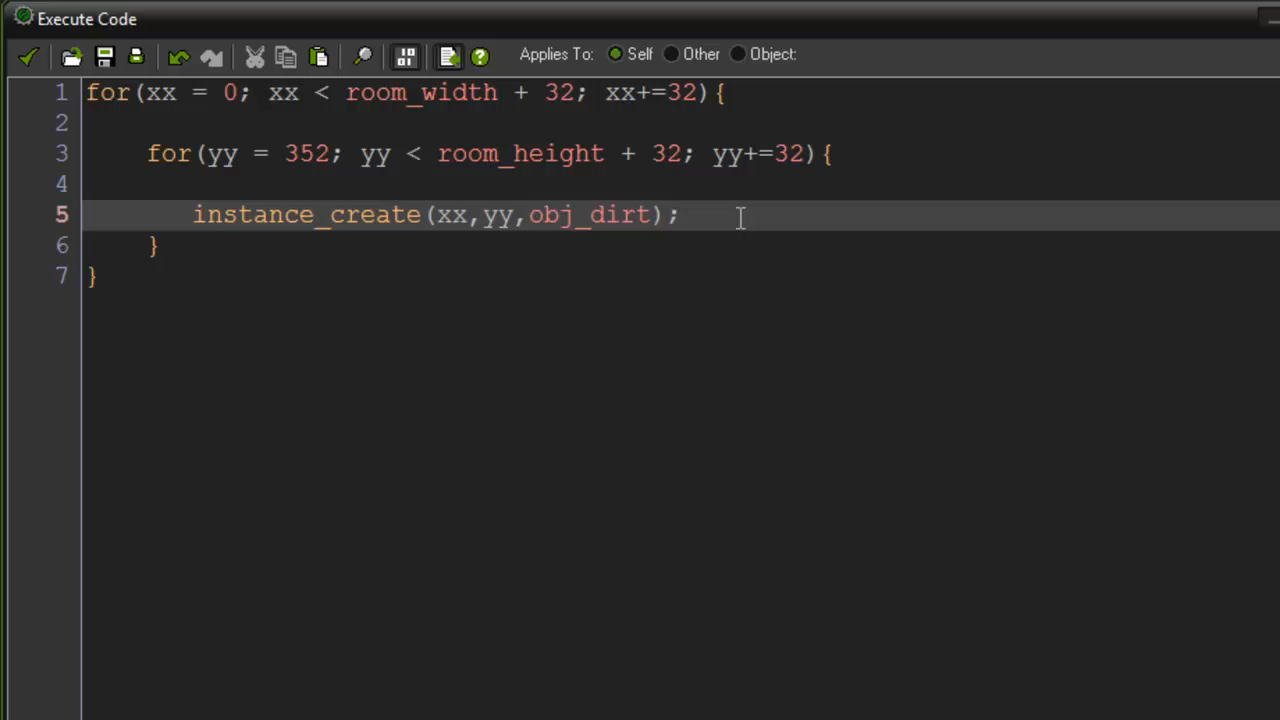 Execute Code
Applies To: Self Other Object:
1 for(xx = 0; xx < room_width + 32; xx+=32){
2
3 for(yy = 352; yy < room_height + 32; yy+=32){
4
5 instance_create(xx,yy,obj_dirt);
6 }
7 }